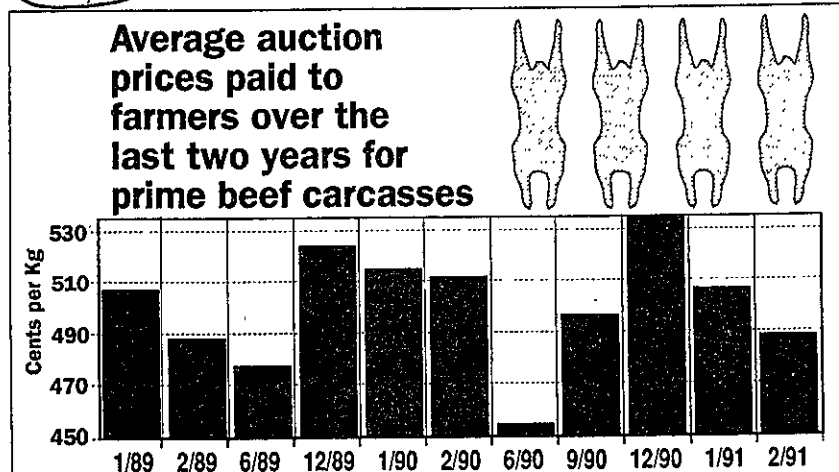 Average auction
prices paid to
farmers over the
last two years for
prime beef carcasses
Cents per Kg
530
510
490
470
450
1/89 2/89 6/89 12/89 1/90 2/90 6/90 9/90 12/90 1/91 2/91